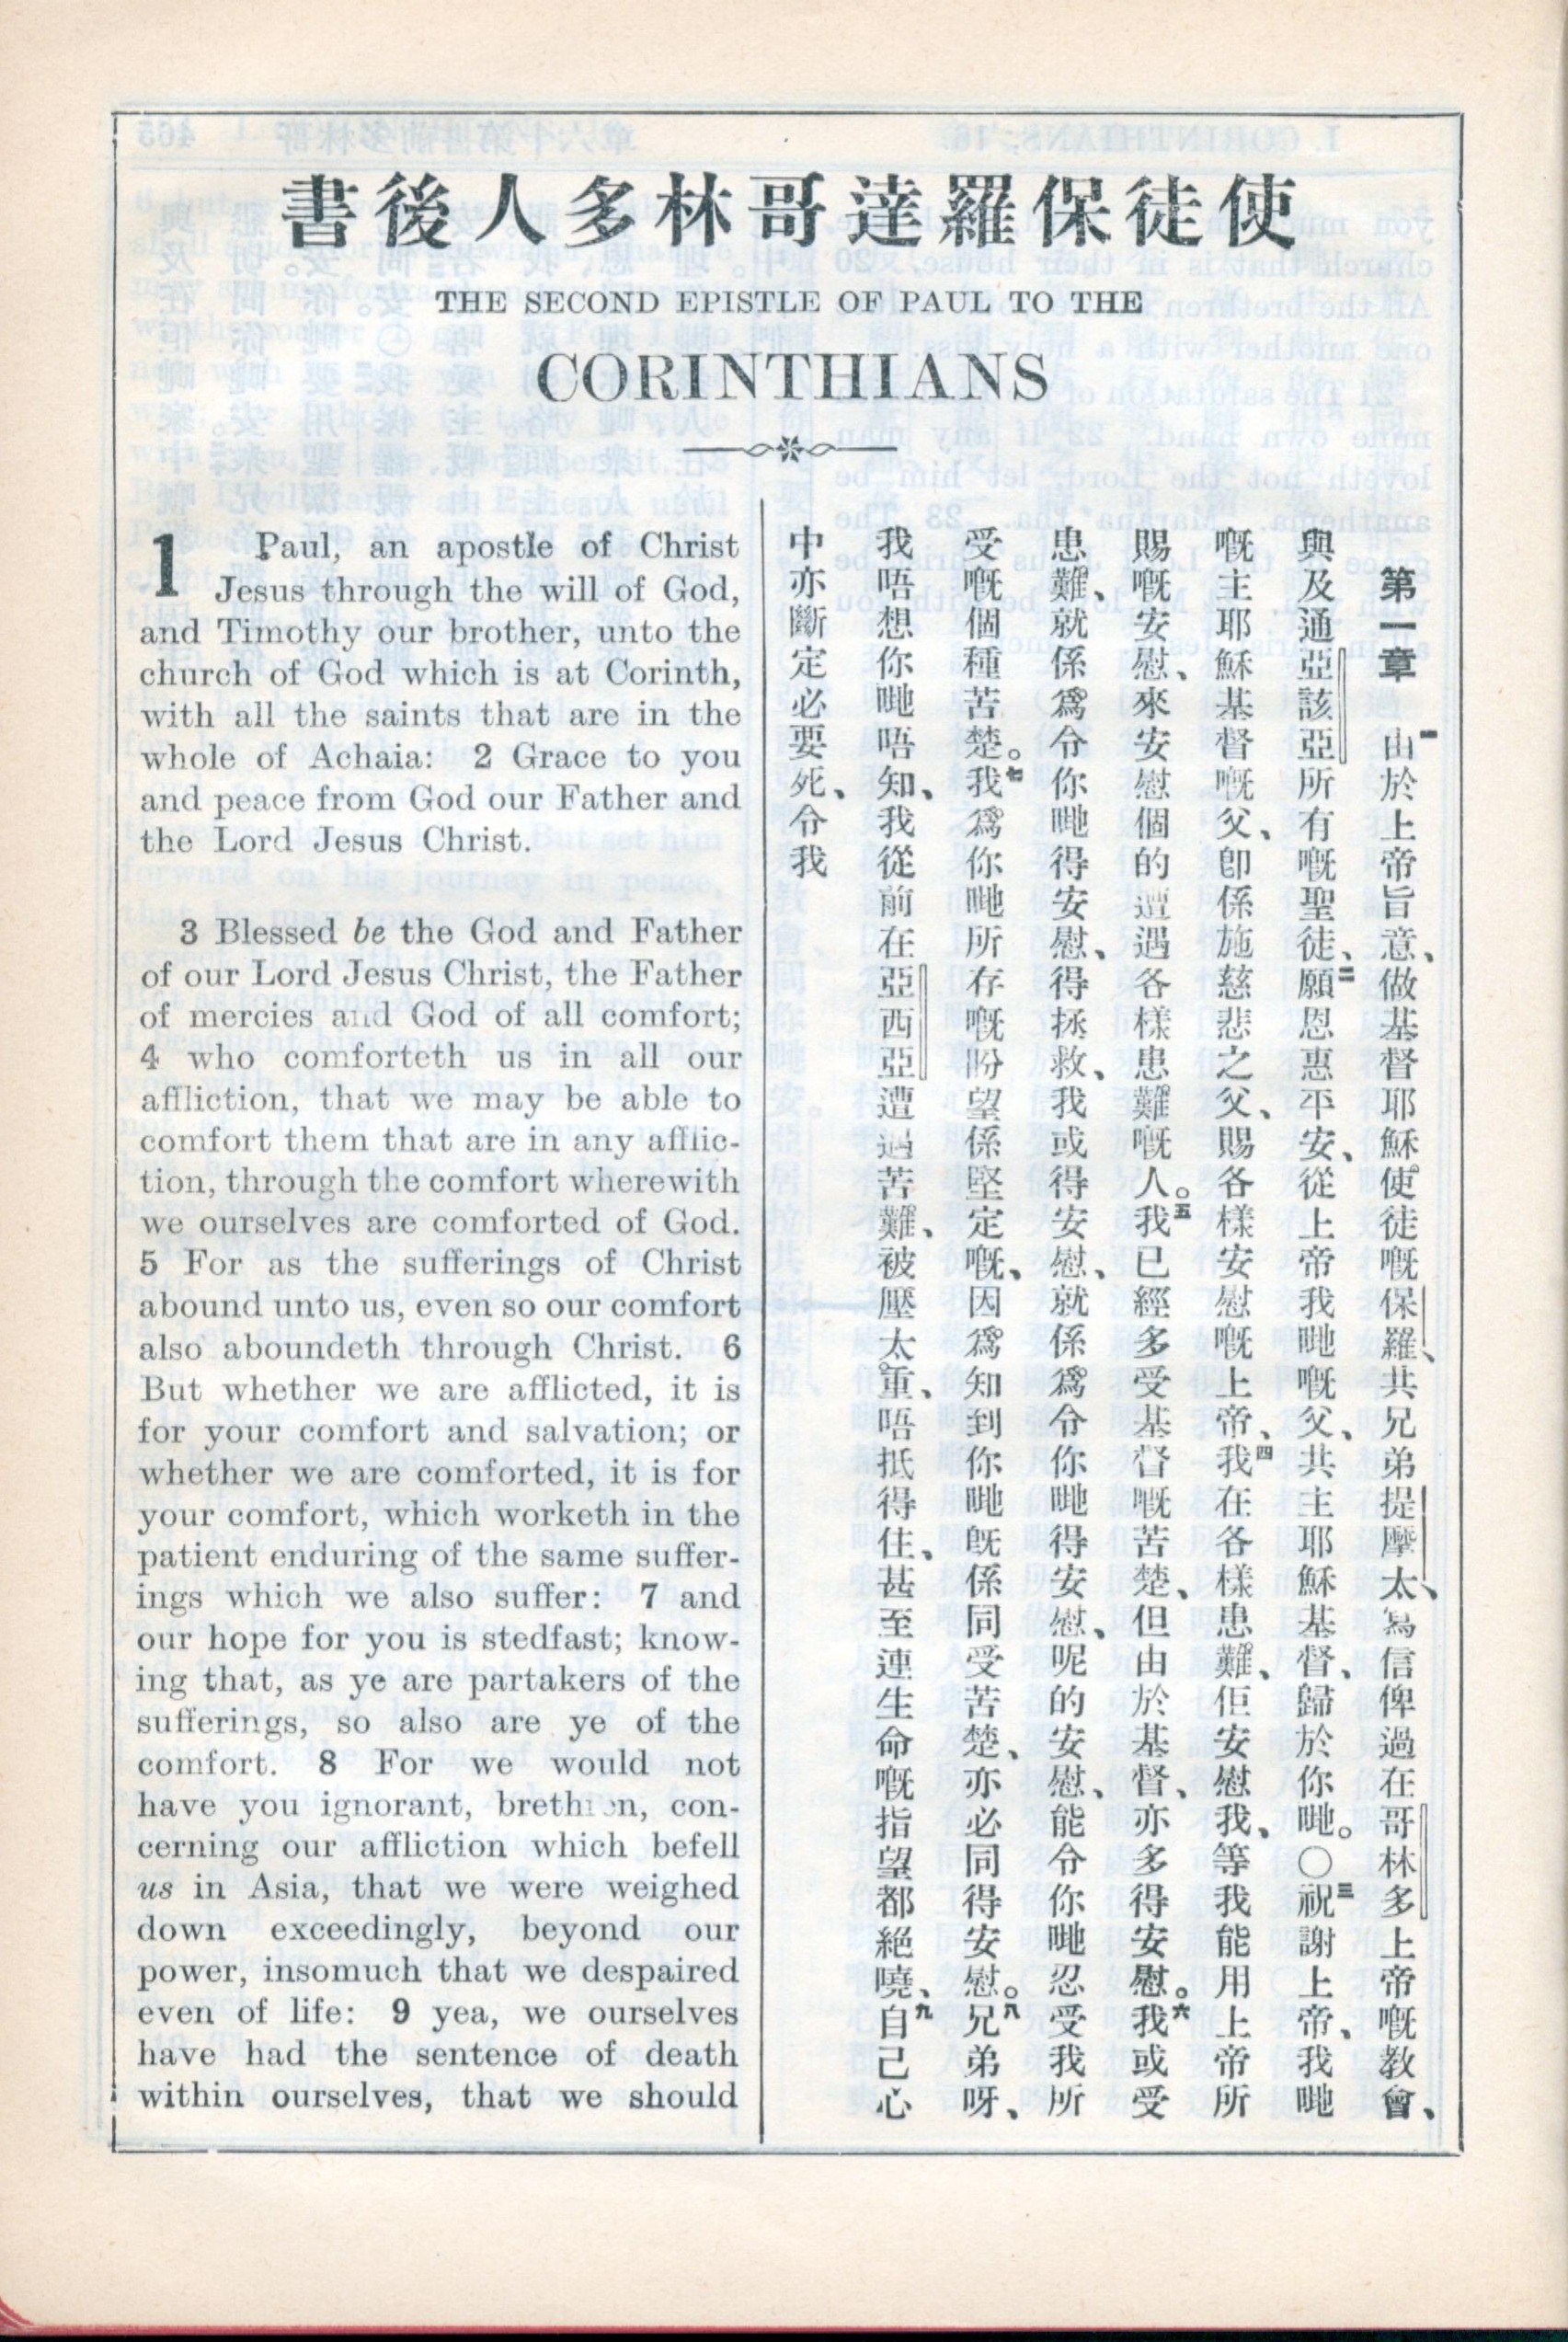 使徒保羅達哥林多人後書
THE SECOND EPISTLE OF PAUL TO THE
CORINTHIANS
1 Paul, an apostle of Christ
Jesus through the will of God,
and Timothy our brother, unto the
church of God which is at Corinth,
with all the saints that are in the
whole of Achaia: 2 Grace to you
and peace from God our Father and
the Lord Jesus Christ.
3 Blessed be the God and Father
of our Lord Jesus Christ, the Father
of mercies and God of all comfort;
4 who comforteth us in all our
affliction, that we may be able to
comfort them that are in any afflic-
tion, through the comfort wherewith
we ourselves are comforted of God.
5 For as the sufferings of Christ
abound unto us, even so our comfort
also aboundeth through Christ. 6
But whether we are afflicted, it is
for your comfort and salvation; or
whether we are comforted, it is for
your comfort, which worketh in the
patient enduring of the same suffer-
ings which we also suffer: 7 and
our hope for you is stedfast; know-
ing that, as ye are partakers of the
sufferings, so also are ye of the
comfort. 8 For we would not
have you ignorant, brethren, con-
cerning our affliction which befell
us in Asia, that we were weighed
down exceedingly, beyond our
power, insomuch that we despaired
even of life: 9 yea, we ourselves
have had the sentence of death
within ourselves, that we should
第一章 一由於上帝旨意、做基督耶穌使徒嘅保羅、共兄弟提摩太、寫信俾過在哥林多上帝嘅教會、
與及通亞該亞所有嘅聖徒、二願恩惠平安、從上帝我哋嘅父、共主耶穌基督、歸於你哋。○三祝謝上帝、我哋
嘅主耶穌基督嘅父、卽係施慈悲之父、賜各樣安慰嘅上帝、四我在各樣患難、佢安慰我、等我能用上帝所
賜嘅安慰、來安慰個的遭遇各樣患難嘅人。五我已經多受基督嘅苦楚、但由於基督、亦多得安慰。六我或受
患難、就係爲令你哋得安慰、得拯救、我或得安慰、就係爲令你哋得安慰、呢的安慰、能令你哋忍受我所
受嘅個種苦楚。七我爲你哋所存嘅盼望係堅定嘅、因爲知到你哋旣係同受苦楚、亦必同得安慰。八兄弟呀、
我唔想你哋唔知、我從前在亞西亞遭過苦難、被壓太重、唔抵得住、甚至連生命嘅指望都絕嘵、九自己心
中亦斷定必要死、令我